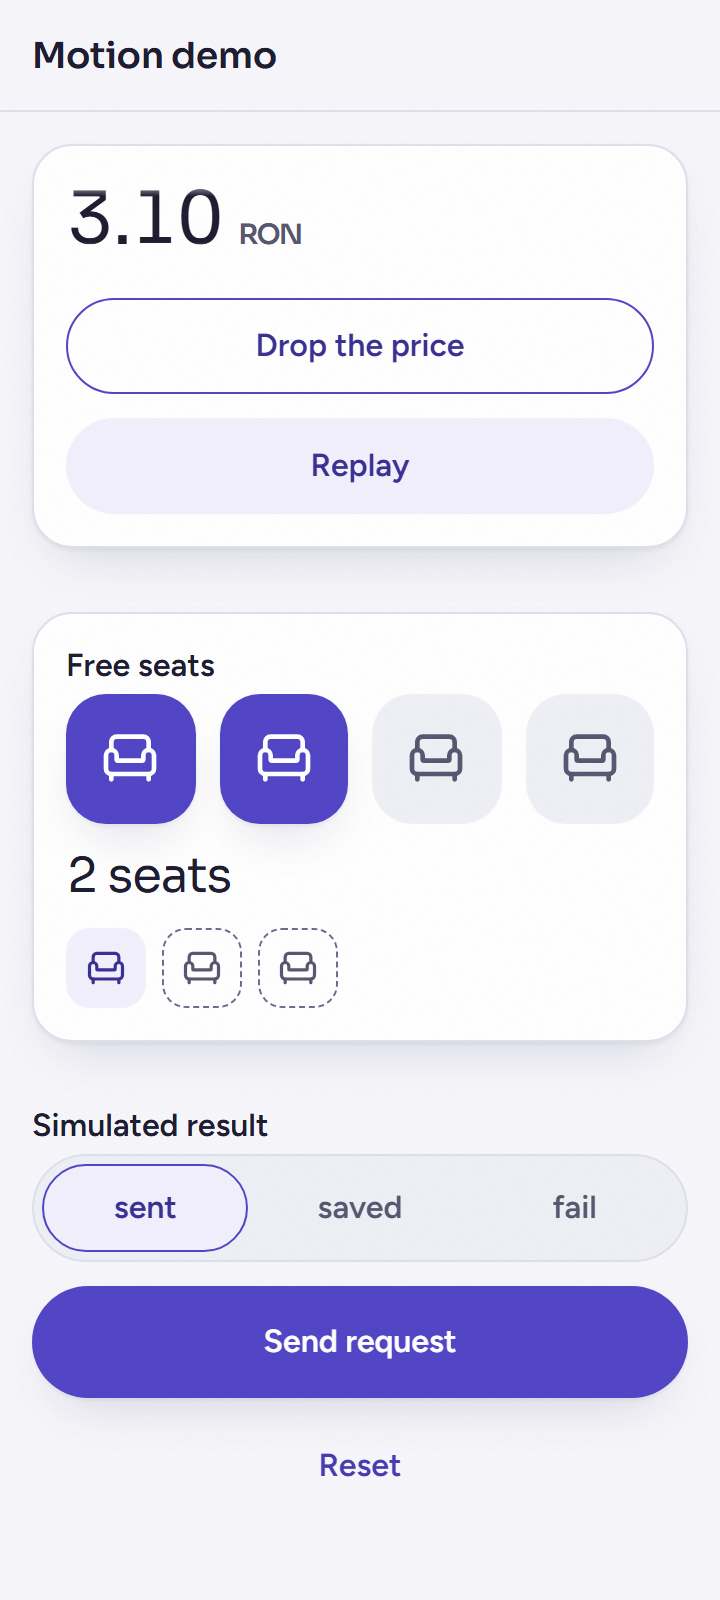 Motion demo
3.10 RON
Drop the price
Replay
Free seats
2 seats
Simulated result
sent saved fail
Send request
Reset